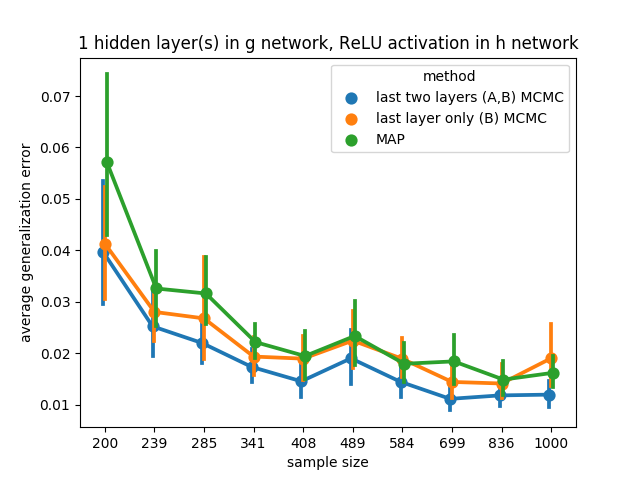 1 hidden layer(s) in g network, ReLU activation in h network
method
last two layers (A,B) MCMC
last layer only (B) MCMC
MAP
average generalization error
0.07
0.06
0.05
0.04
0.03
0.02
0.01
200 239 285 341 408 489 584 699 836 1000
sample size